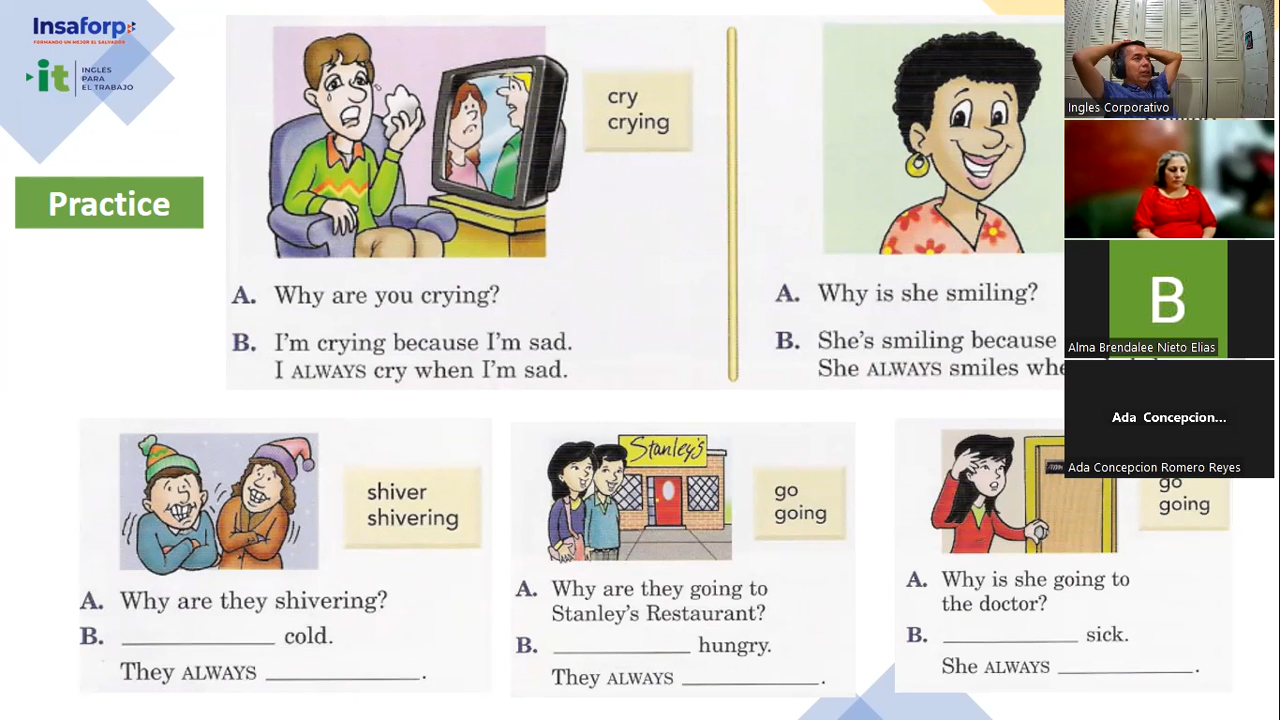 Insaforp
FORMANDO UN MEJOR EL SALVADOR
it
INGLES
PARA
EL TRABAJO
Practice
cry
crying
A. Why are you crying?
B. I'm crying because I'm sad.
I ALWAYS cry when I'm sad.
A. Why is she smiling?
B. She's smiling because
She ALWAYS smiles
shiver
shivering
A. Why are they shivering?
B. ____________ cold.
They ALWAYS ____________.
Stanley's
go
going
A. Why are they going to
Stanley's Restaurant?
B. ____________ hungry.
They ALWAYS ____________.
go
going
A. Why is she going to
the doctor?
B. ____________ sick.
She ALWAYS ____________.
Ingles Corporativo
B
Alma Brendalee Nieto Elias
Ada Concepcion...
Ada Concepcion Romero Reyes